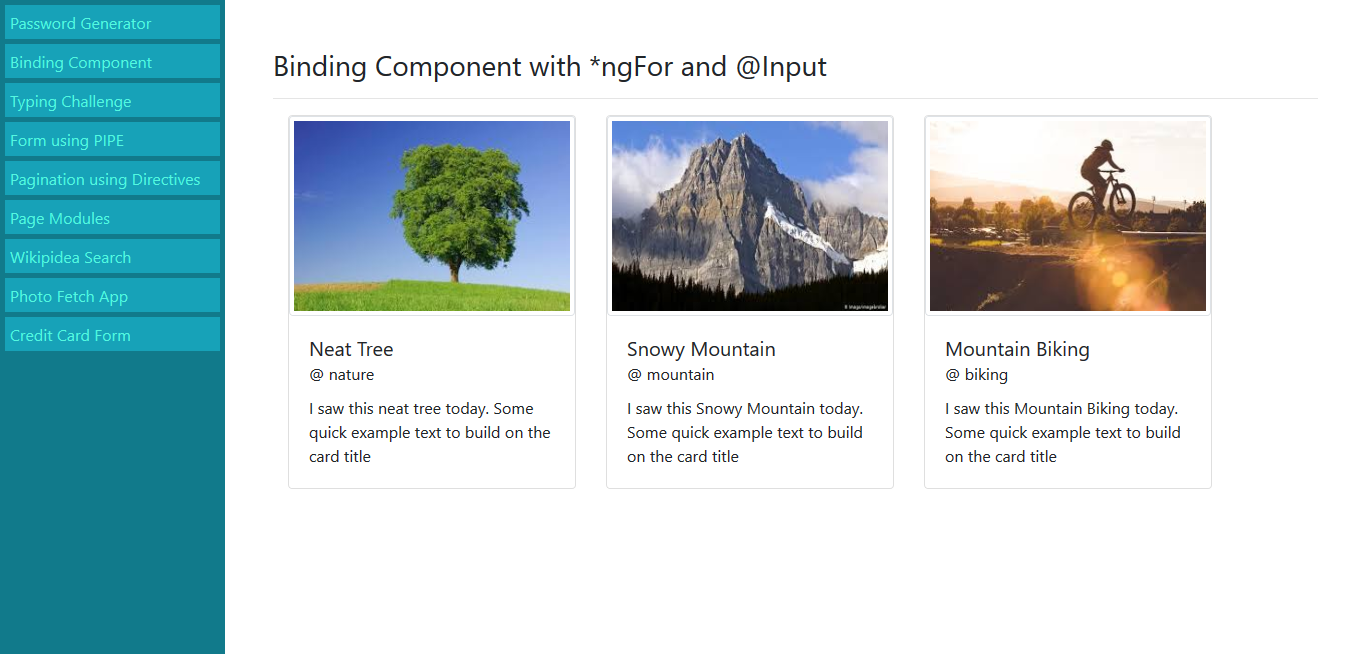 Password Generator
Binding Component
Typing Challenge
Form using PIPE
Pagination using Directives
Page Modules
Wikipidea Search
Photo Fetch App
Credit Card Form
Binding Component with *ngFor and @Input
Neat Tree
@ nature
I saw this neat tree today. Some
quick example text to build on the
card title
Snowy Mountain
@ mountain
I saw this Snowy Mountain today.
Some quick example text to build
on the card title
Mountain Biking
@ biking
I saw this Mountain Biking today.
Some quick example text to build
on the card title